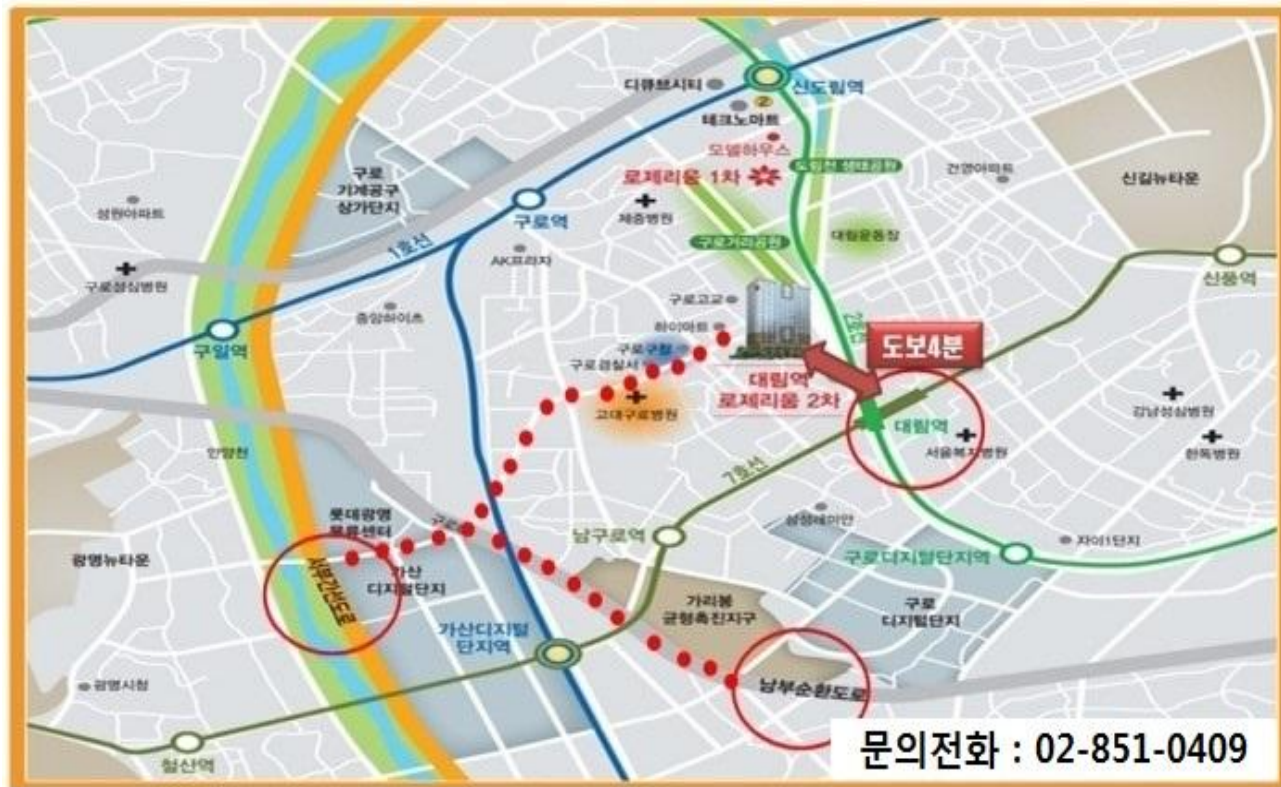 디큐브시티
신도림역
②
테크노마트
모델하우스
로제리움 1차
도림천 생태공원
건영아파트
신길뉴타운
구로
기계공구
상가단지
성원아파트
구로역
제중병원
구로거리공원
대림운동장
1호선
AK프라자
신풍역
구로성심병원
중앙하이츠
구로고교
하이마트
2호선
구일역
구로구청
구로경찰서
도보4분
대림역
로제리움 2차
고대구로병원
강남성심병원
대림역
서울복지병원
한독병원
안양천
7호선
롯데광명
물류센터
남구로역
삼성래미안
구로디지털단지역
자이1단지
광명뉴타운
서부간선도로
가산
디지털단지
가리봉
균형촉진지구
구로
디지털단지
가산디지털
단지역
광명시청
남부순환도로
철산역
문의전화 : 02-851-0409